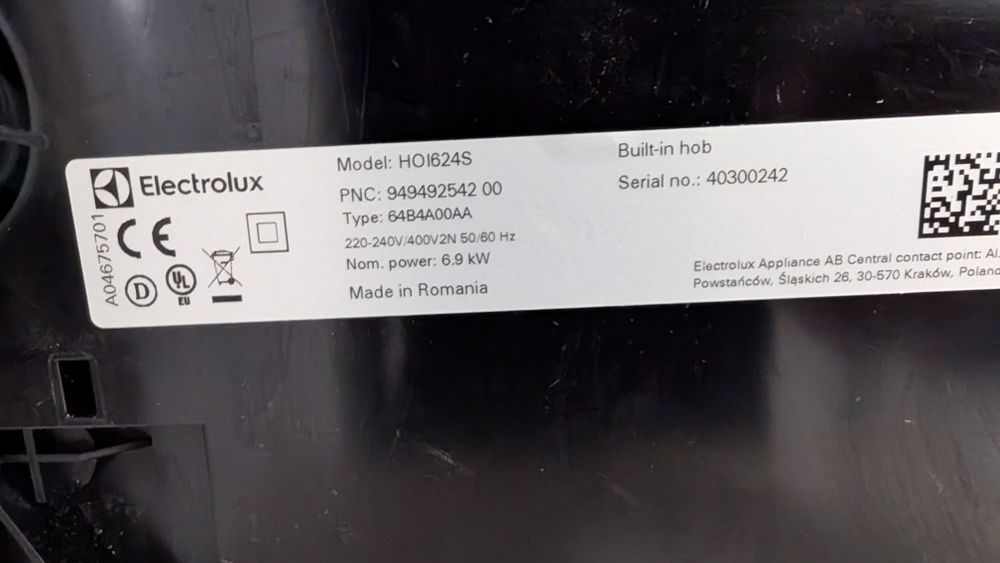 Electrolux
A04675701
CE
D
UL
EU
Model: HOI624S
PNC: 949492542 00
Type: 64B4A00AA
220-240V/400V2N 50/60 Hz
Nom. power: 6.9 kW
Made in Romania
Built-in hob
Serial no.: 40300242
Electrolux Appliance AB Central contact point: Al.
Powstańców, Śląskich 26, 30-570 Kraków, Poland